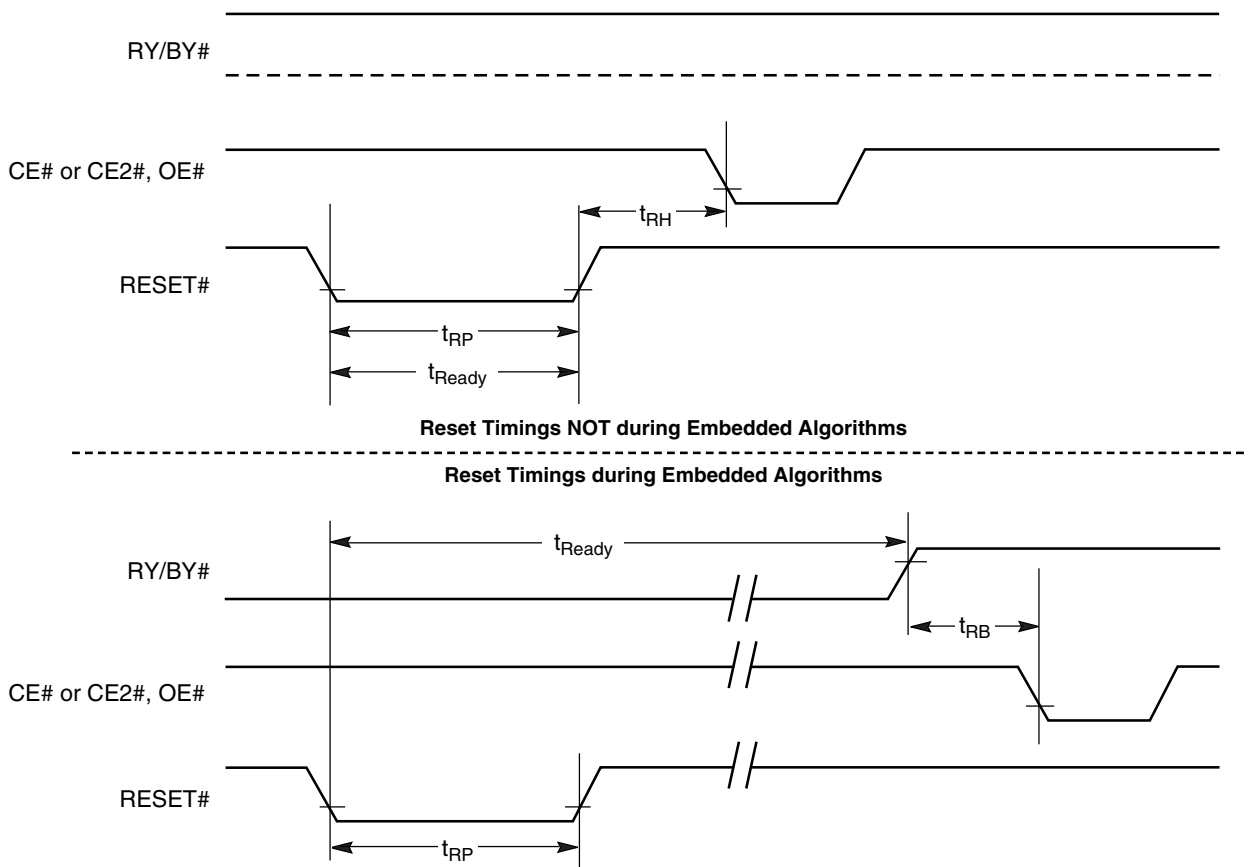 RY/BY#
CE# or CE2#, OE#
tRH
RESET#
tRP
tReady
Reset Timings NOT during Embedded Algorithms
Reset Timings during Embedded Algorithms
tReady
RY/BY#
tRB
CE# or CE2#, OE#
RESET#
tRP